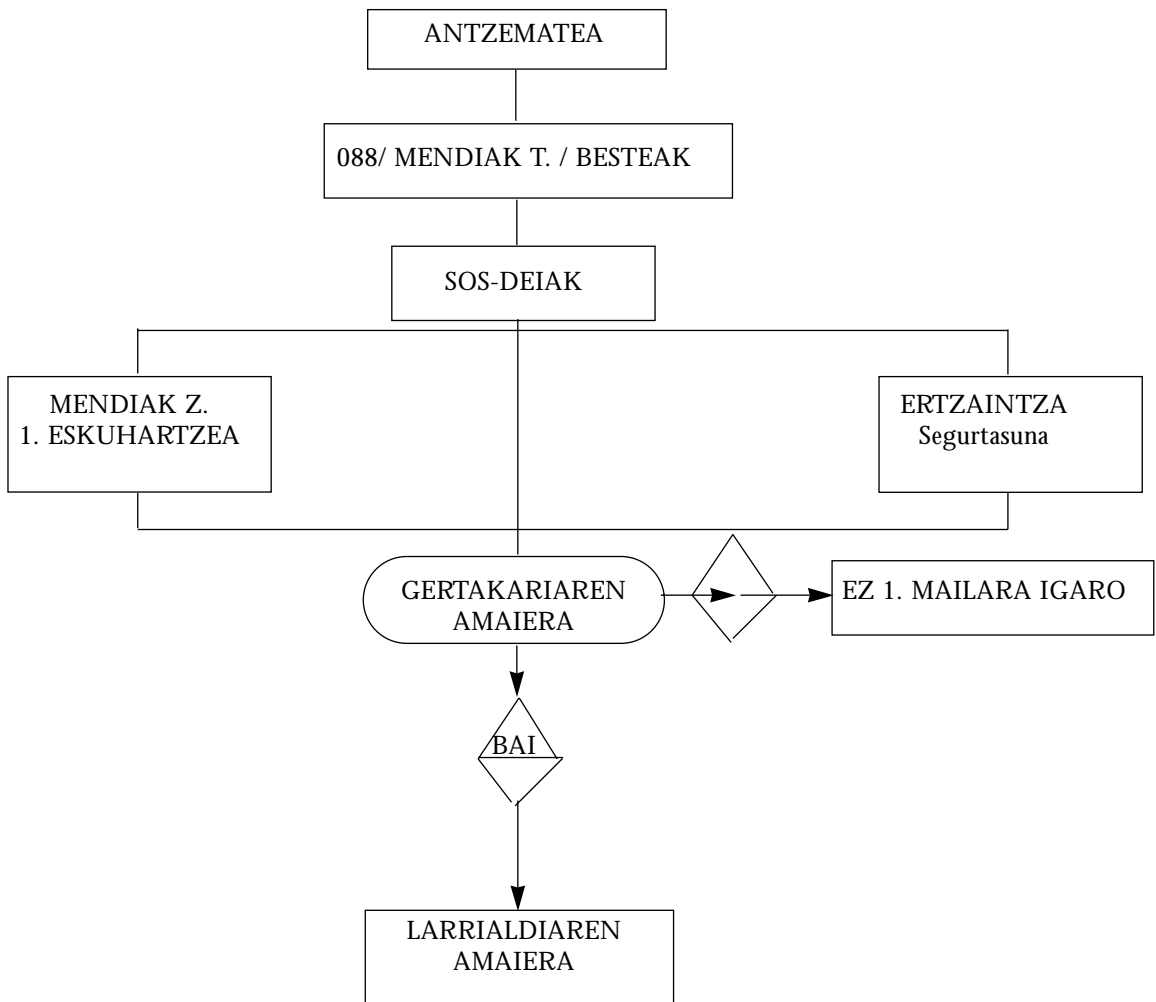 ANTZEMATEA
088/ MENDIAK T. / BESTEAK
SOS-DEIAK
MENDIAK Z.
1. ESKUHARTZEA
ERTZAINTZA
Segurtasuna
GERTAKARIAREN
AMAIERA
EZ 1. MAILARA IGARO
BAI
LARRIALDIAREN
AMAIERA